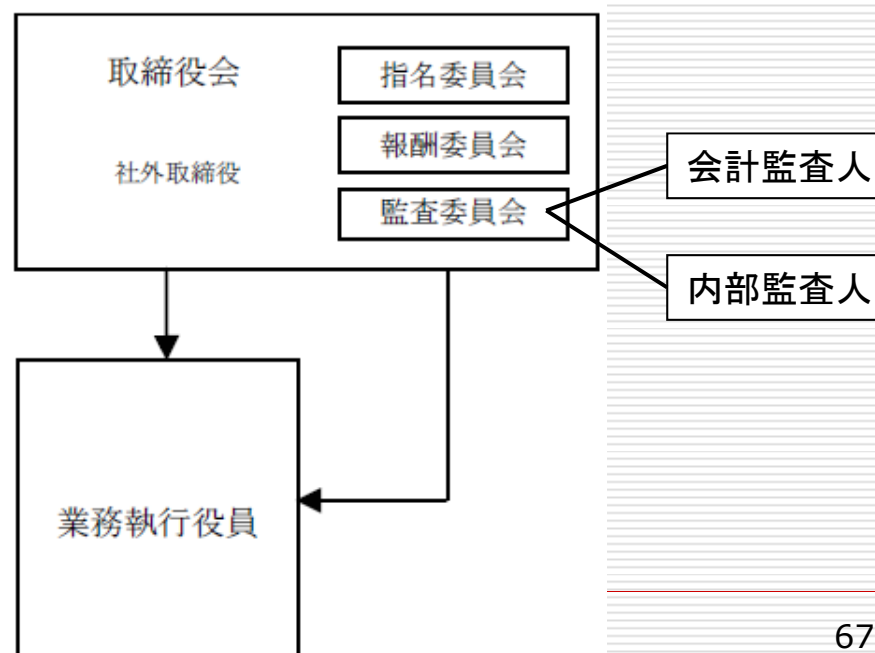 取締役会
社外取締役
指名委員会
報酬委員会
監査委員会
会計監査人
内部監査人
業務執行役員
67